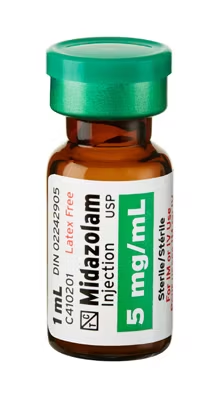 1 mL DIN 02242905
C410201 Latex Free
Midazolam
Injection USP
5 mg/mL
Sterile/Stérile
For IM or IV Use